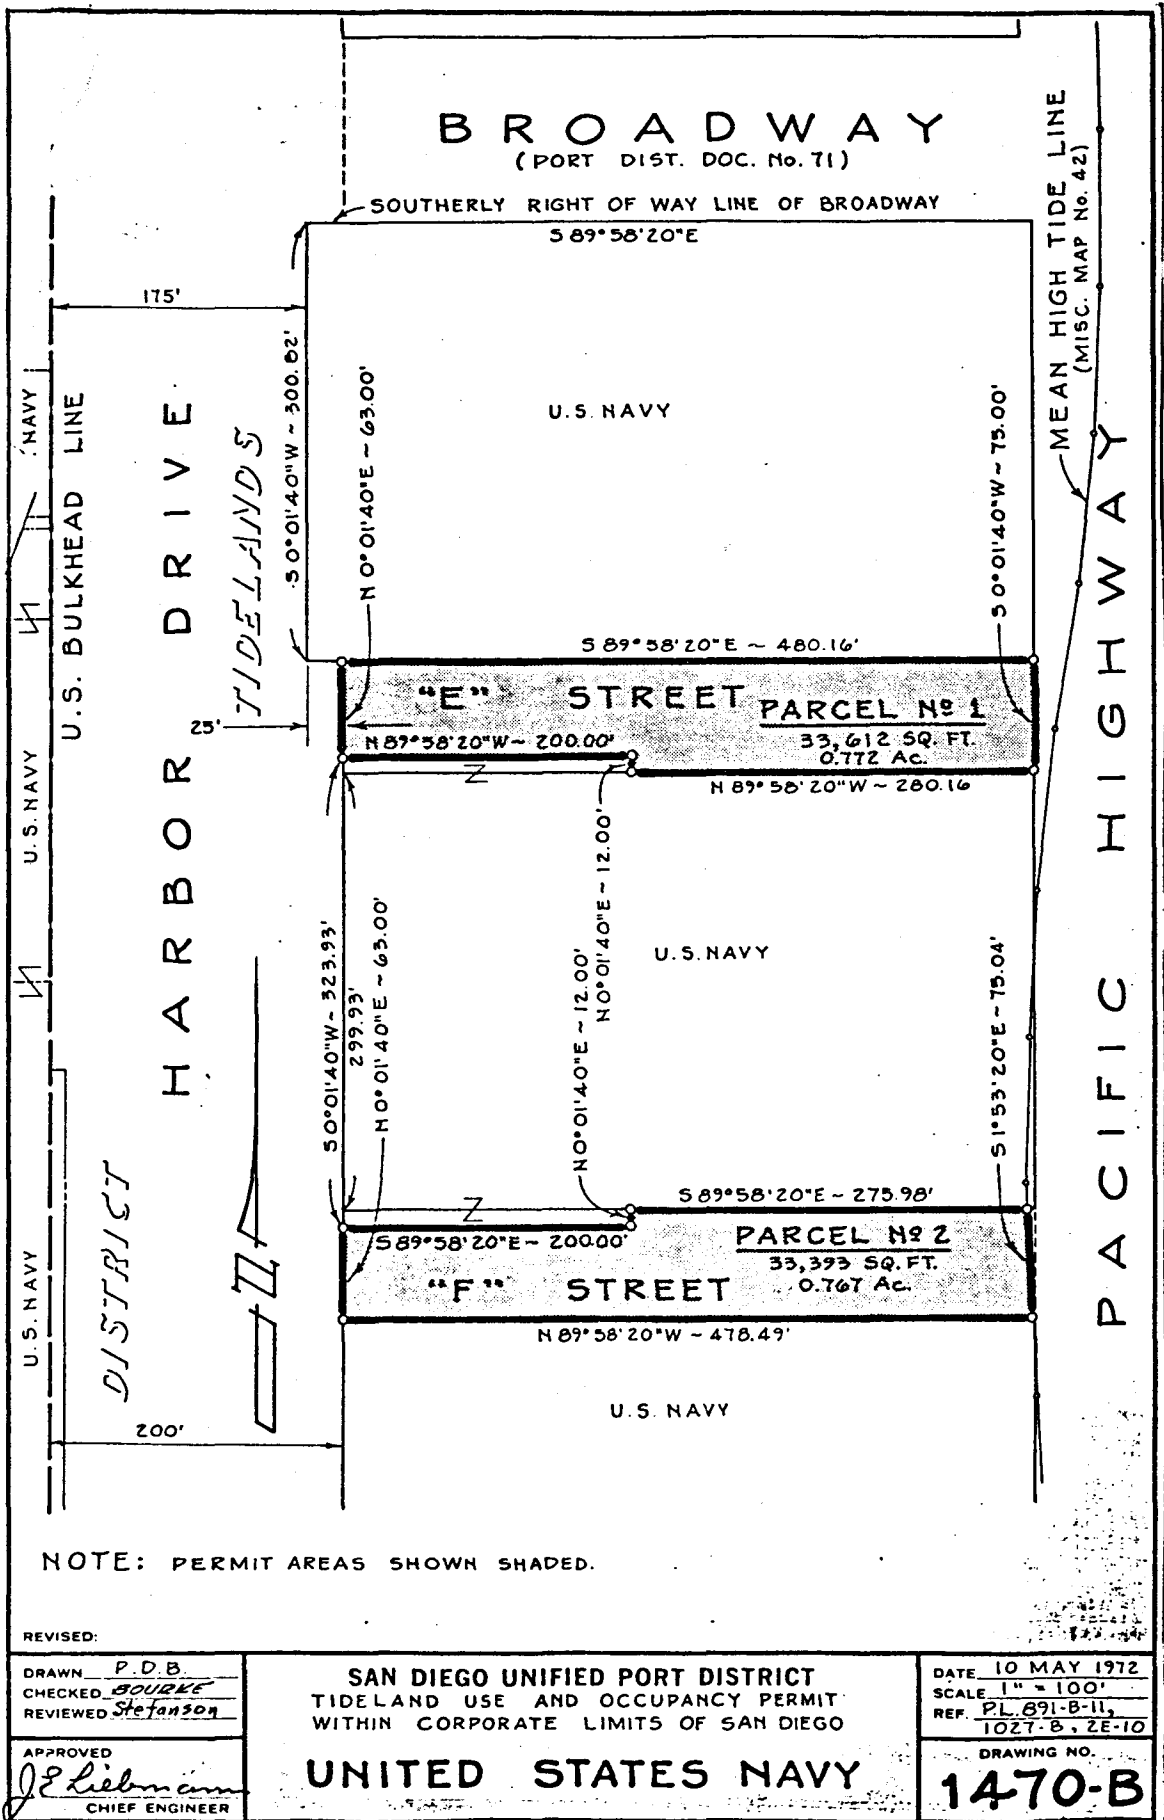 BROADWAY
(PORT DIST. DOC. No. 71)
SOUTHERLY RIGHT OF WAY LINE OF BROADWAY
S 89°58'20"E
MEAN HIGH TIDE LINE
(MISC. MAP No. 42)
175'
S 0°01'40"W ~ 300.82'
N 0°01'40"E ~ 63.00'
U.S. NAVY
S 0°01'40"W ~ 75.00'
NAVY
U.S. BULKHEAD LINE
HARBOR DRIVE
TIDELANDS
PACIFIC HIGHWAY
S 89°58'20"E ~ 480.16'
"E" STREET
PARCEL Nº 1
33,612 SQ. FT.
0.772 Ac.
25'
N 89°58'20"W ~ 200.00'
Z
N 89°58'20"W ~ 280.16
U.S. NAVY
S 0°01'40"W ~ 323.93'
299.93'
N 0°01'40"E ~ 63.00'
N 0°01'40"E ~ 12.00'
N 0°01'40"E ~ 12.00'
U.S. NAVY
S 1°53'20"E ~ 75.04'
S 89°58'20"E ~ 275.98'
Z
S 89°58'20"E ~ 200.00'
PARCEL Nº 2
33,393 SQ. FT.
0.767 Ac.
"F" STREET
N 89°58'20"W ~ 478.49'
U.S. NAVY
DISTRICT
U.S. NAVY
200'
NOTE: PERMIT AREAS SHOWN SHADED.
REVISED:
DRAWN P.D.B.
CHECKED BOURKE
REVIEWED Stefanson
APPROVED
J E Liebmann
CHIEF ENGINEER
SAN DIEGO UNIFIED PORT DISTRICT
TIDELAND USE AND OCCUPANCY PERMIT
WITHIN CORPORATE LIMITS OF SAN DIEGO
UNITED STATES NAVY
DATE 10 MAY 1972
SCALE 1" = 100'
REF. P.L. 891-B-11,
1027-B, 2E-10
DRAWING NO.
1470-B